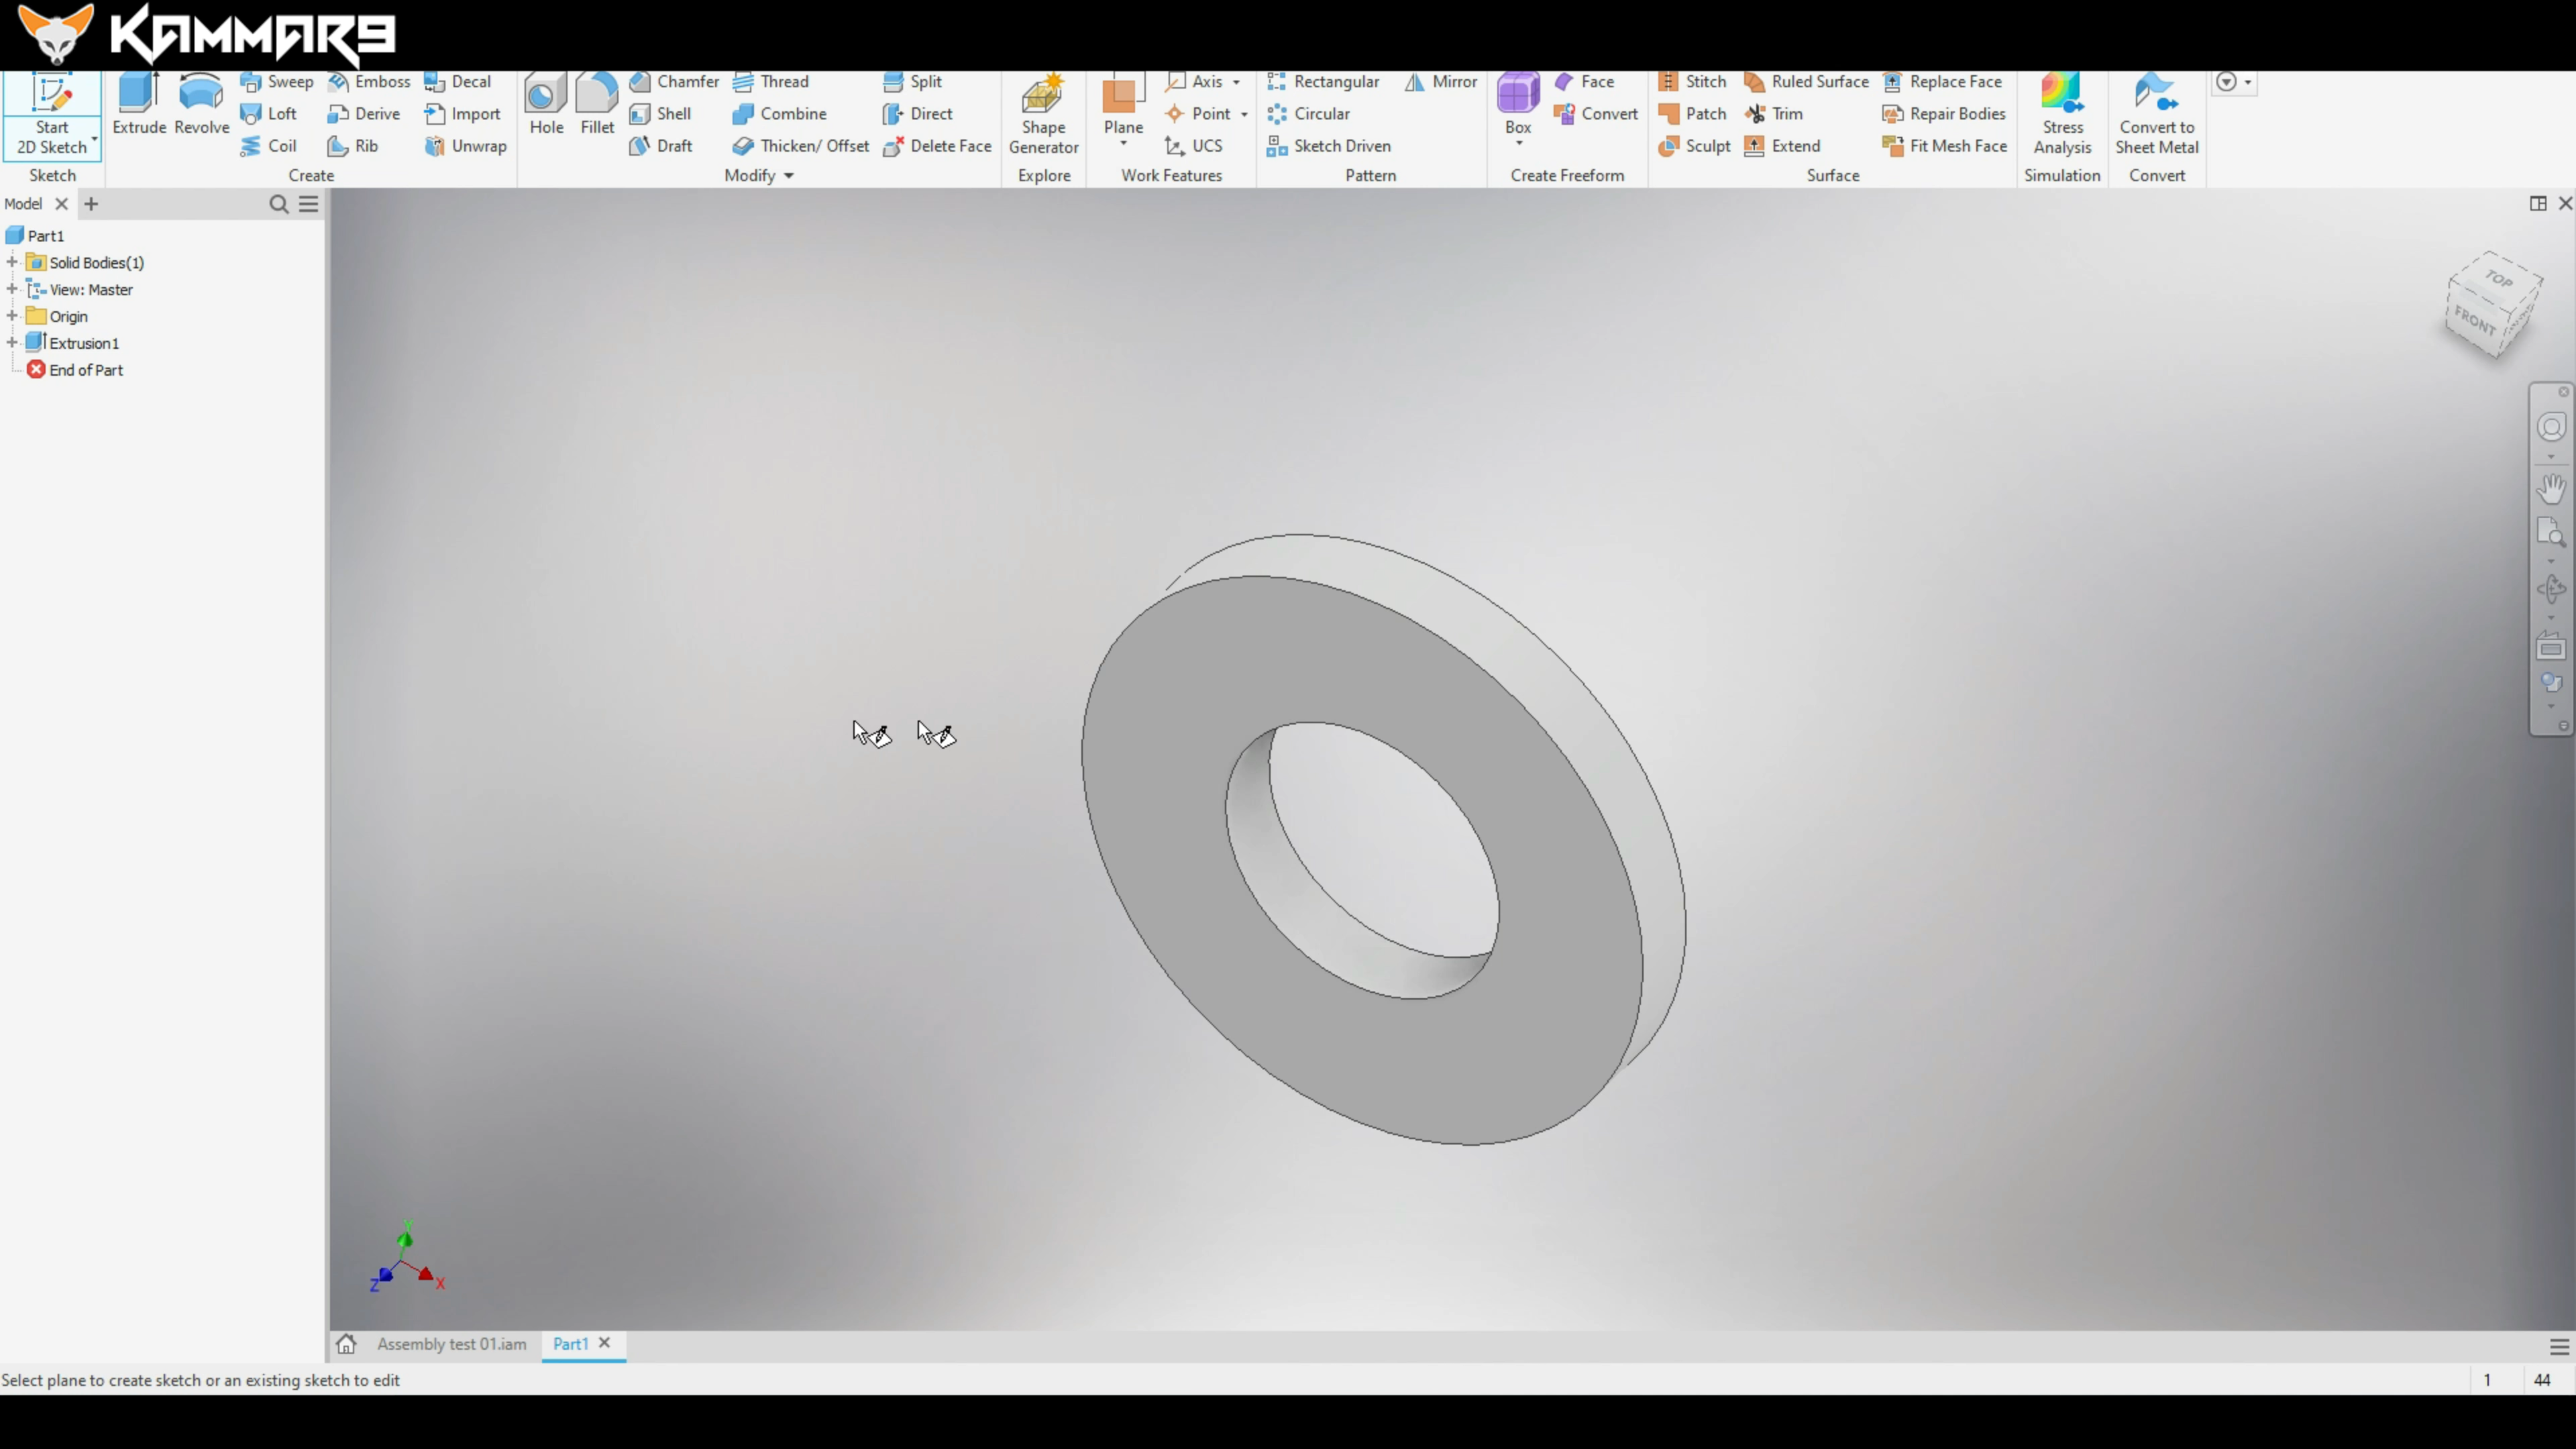 KAMMAR9
Start
2D Sketch
Sketch
Extrude
Revolve
Sweep
Loft
Coil
Emboss
Derive
Rib
Decal
Import
Unwrap
Create
Hole
Fillet
Chamfer
Shell
Draft
Thread
Combine
Thicken/ Offset
Split
Direct
Delete Face
Modify
Shape
Generator
Explore
Plane
Axis
Point
UCS
Work Features
Rectangular
Circular
Sketch Driven
Mirror
Pattern
Box
Face
Convert
Create Freeform
Stitch
Patch
Sculpt
Ruled Surface
Trim
Extend
Replace Face
Repair Bodies
Fit Mesh Face
Surface
Stress
Analysis
Simulation
Convert to
Sheet Metal
Convert
Model
Part1
Solid Bodies(1)
View: Master
Origin
Extrusion1
End of Part
TOP
FRONT
Y
Z
X
Assembly test 01.iam
Part1
Select plane to create sketch or an existing sketch to edit
1
44